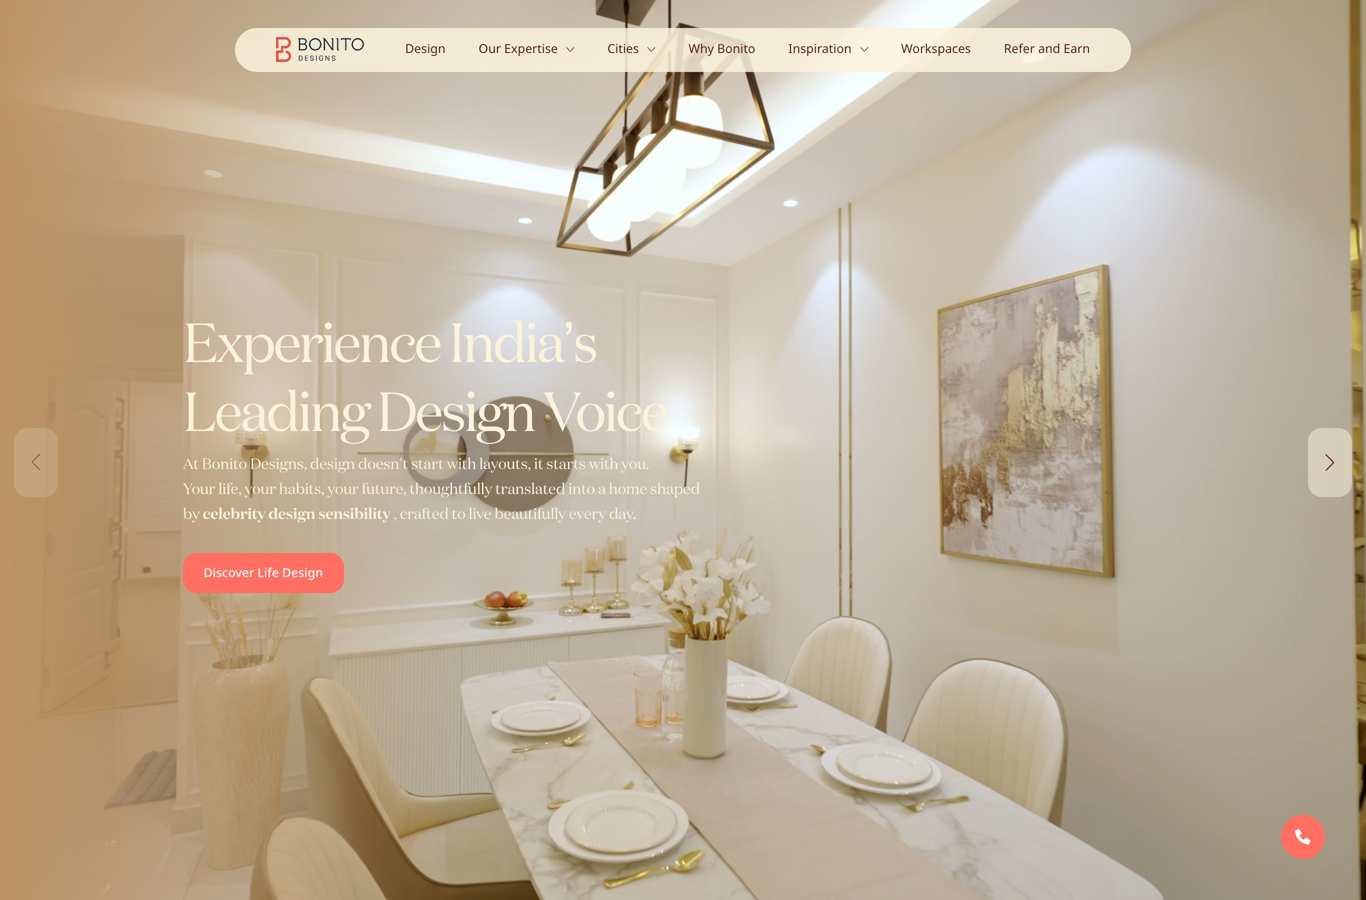 BONITO
DESIGNS
Design
Our Expertise
Cities
Why Bonito
Inspiration
Workspaces
Refer and Earn
Experience India’s
Leading Design Voice
At Bonito Designs, design doesn’t start with layouts, it starts with you.
Your life, your habits, your future, thoughtfully translated into a home shaped
by celebrity design sensibility , crafted to live beautifully every day.
Discover Life Design